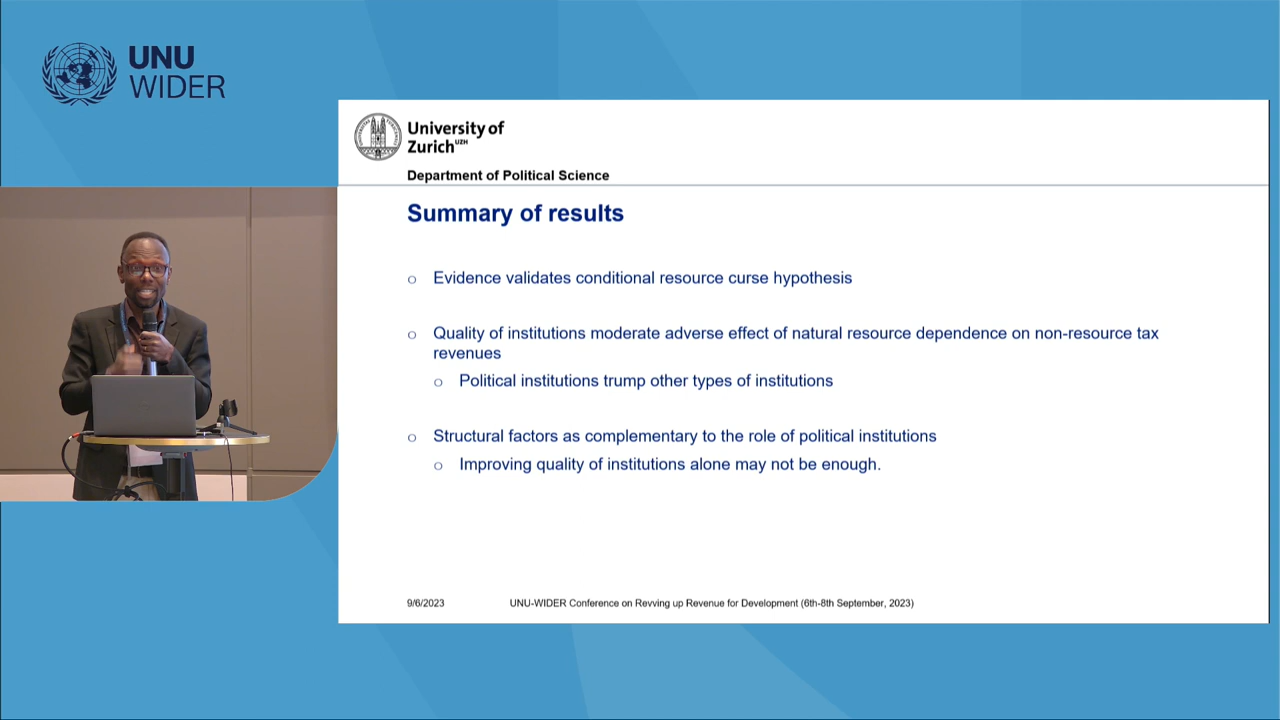 UNU
WIDER
University of
Zurich UZH
Department of Political Science
Summary of results
o Evidence validates conditional resource curse hypothesis
o Quality of institutions moderate adverse effect of natural resource dependence on non-resource tax
revenues
o Political institutions trump other types of institutions
o Structural factors as complementary to the role of political institutions
o Improving quality of institutions alone may not be enough.
9/6/2023 UNU-WIDER Conference on Revving up Revenue for Development (6th-8th September, 2023)